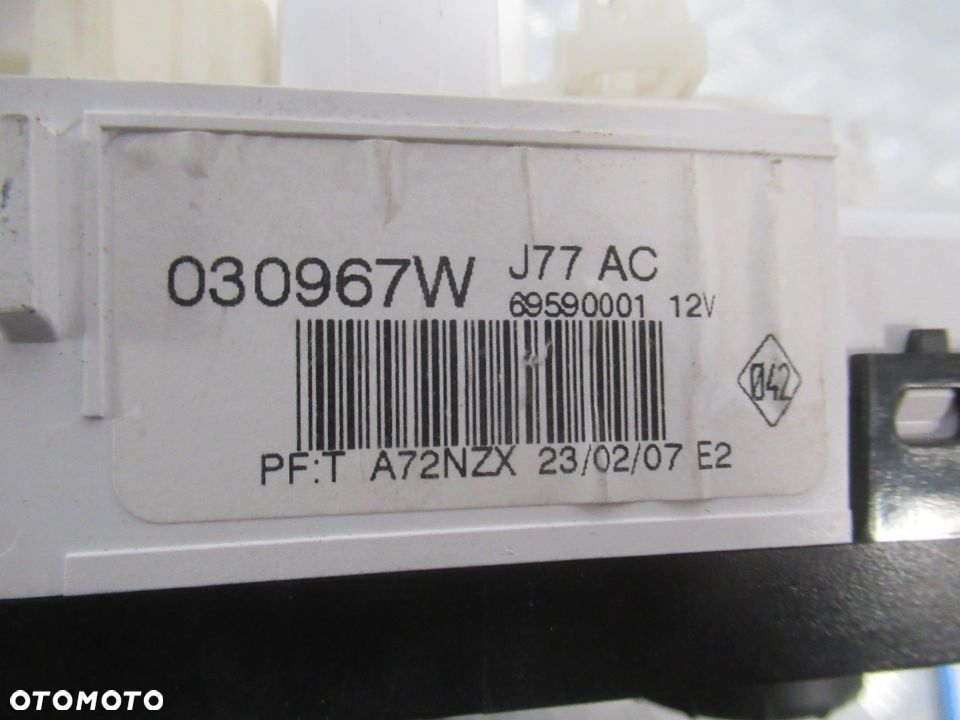 030967W J77 AC
69590001 12V
042
PF:T A72NZX 23/02/07 E2
OTOMOTO